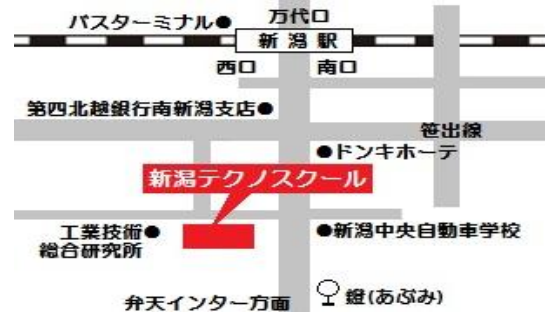 バスターミナル●
万代口
新潟駅
西口
南口
第四北越銀行南新潟支店●
笹出線
●ドンキホーテ
新潟テクノスクール
工業技術●
総合研究所
●新潟中央自動車学校
弁天インター方面
鐙(あぶみ)